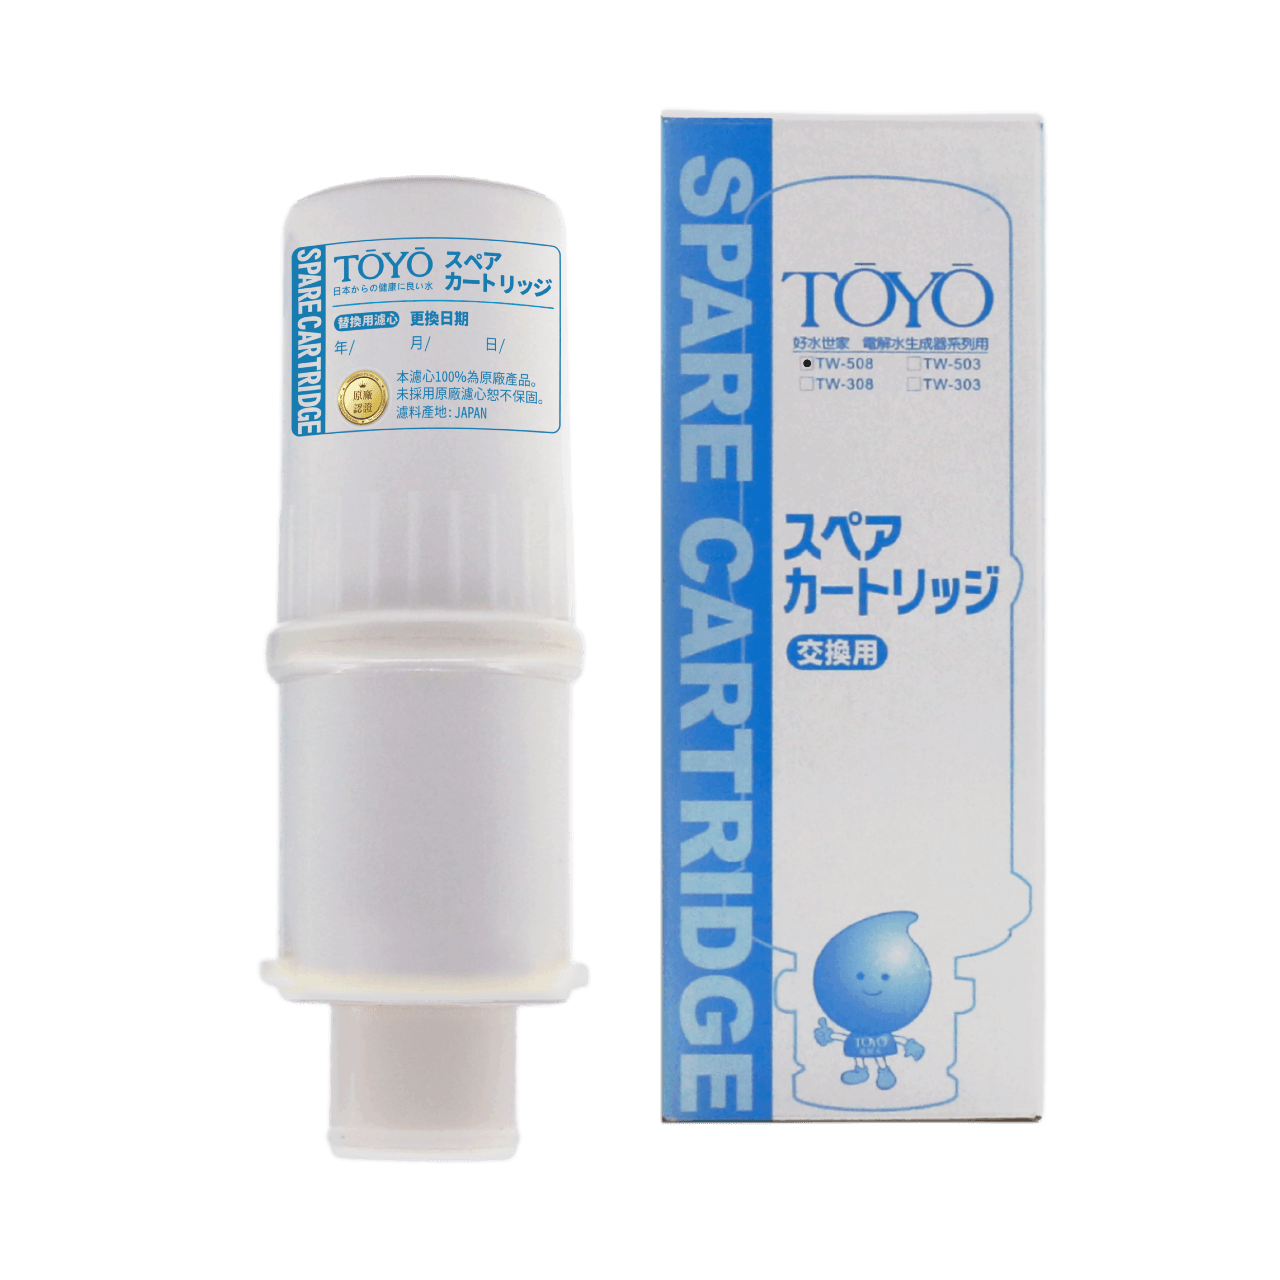 SPARE CARTRIDGE
TŌYŌ
日本からの健康に良い水
スペア
カートリッジ
替換用濾心 更換日期
年/ 月/ 日/
原廠
認證
本濾心100%為原廠產品。
未採用原廠濾心恕不保固。
濾料產地:JAPAN
SPARE CARTRIDGE
TŌYŌ
好水世家 電解水生成器系列用
TW-508 TW-503
TW-308 TW-303
スペア
カートリッジ
交換用
TOYO